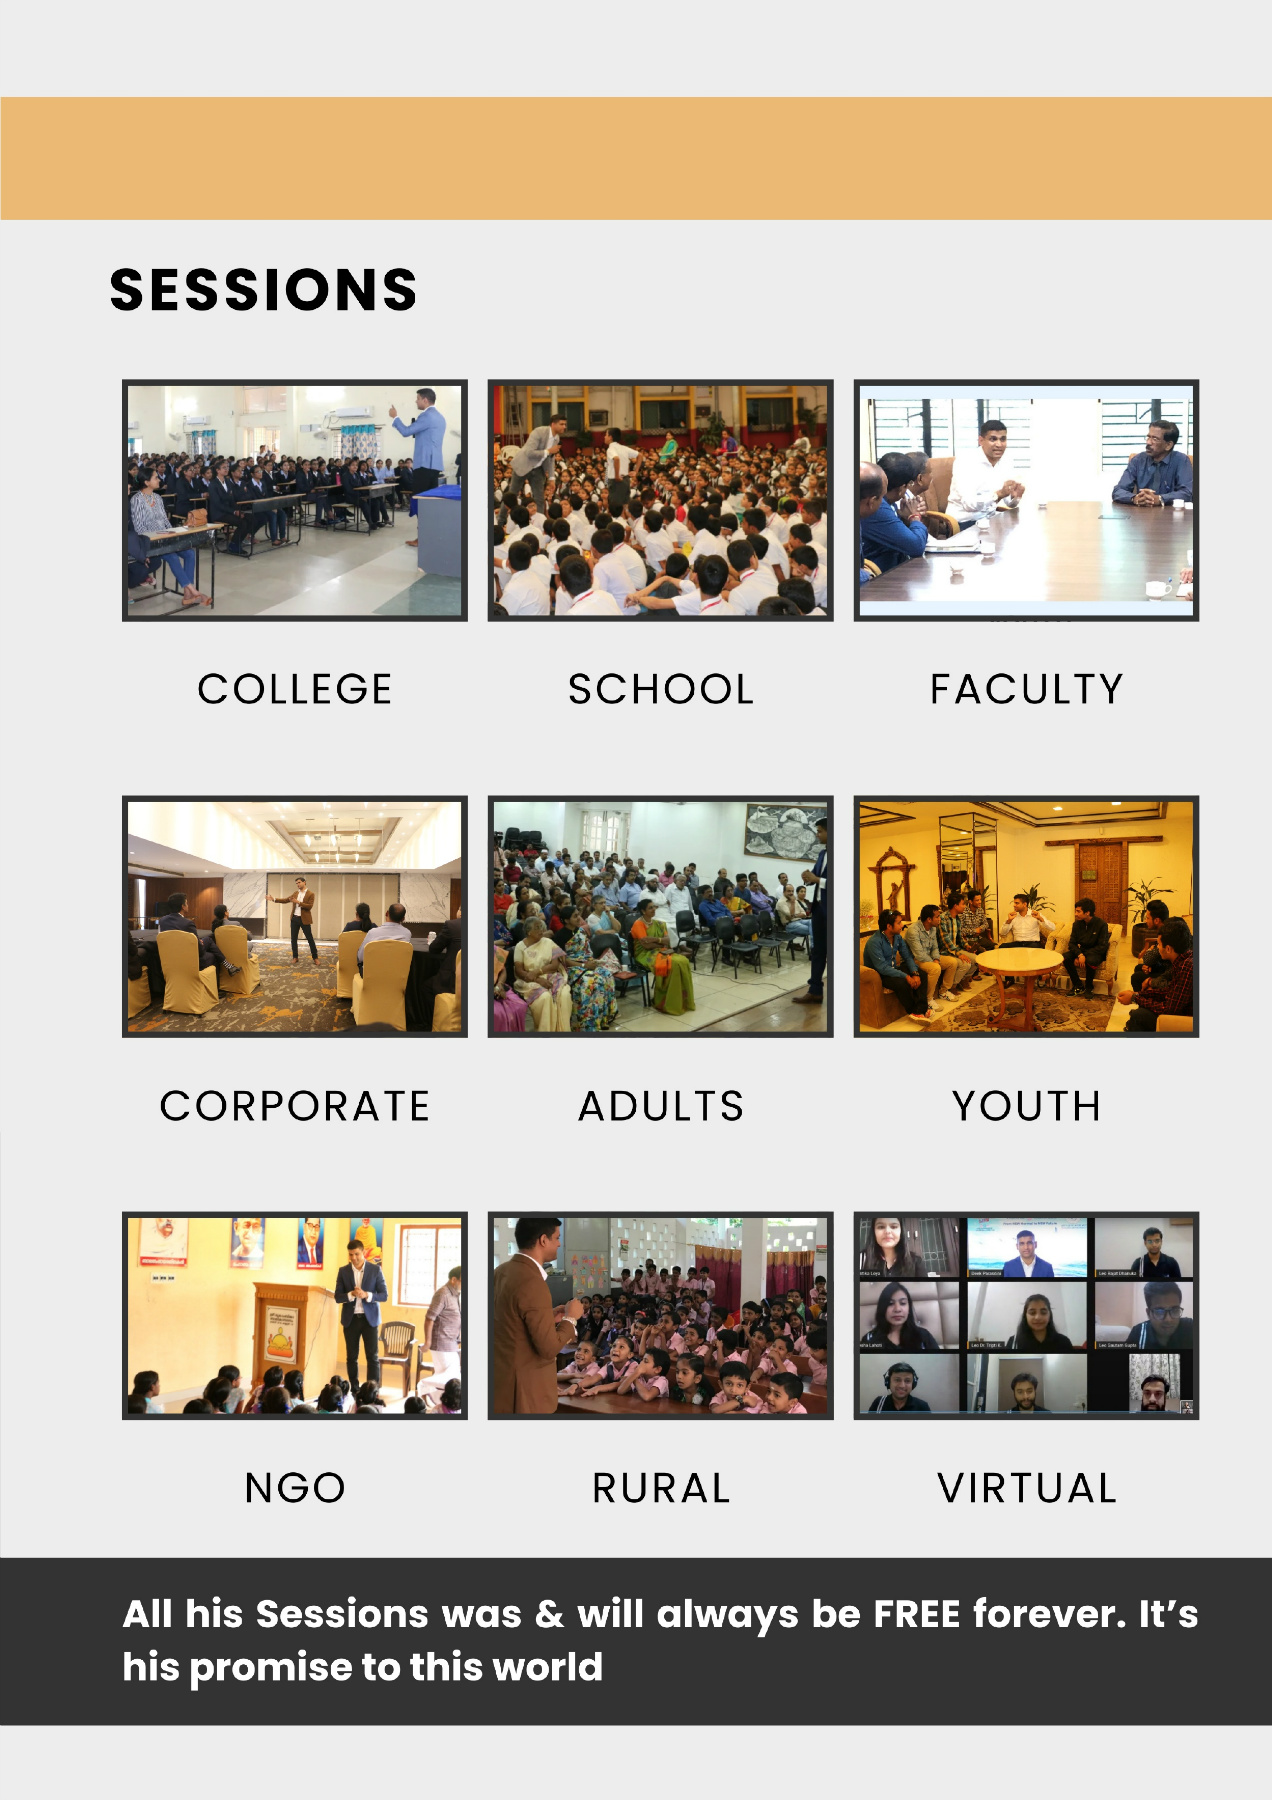 SESSIONS
COLLEGE
SCHOOL
FACULTY
CORPORATE
ADULTS
YOUTH
NGO
RURAL
VIRTUAL
All his Sessions was & will always be FREE forever. It’s
his promise to this world